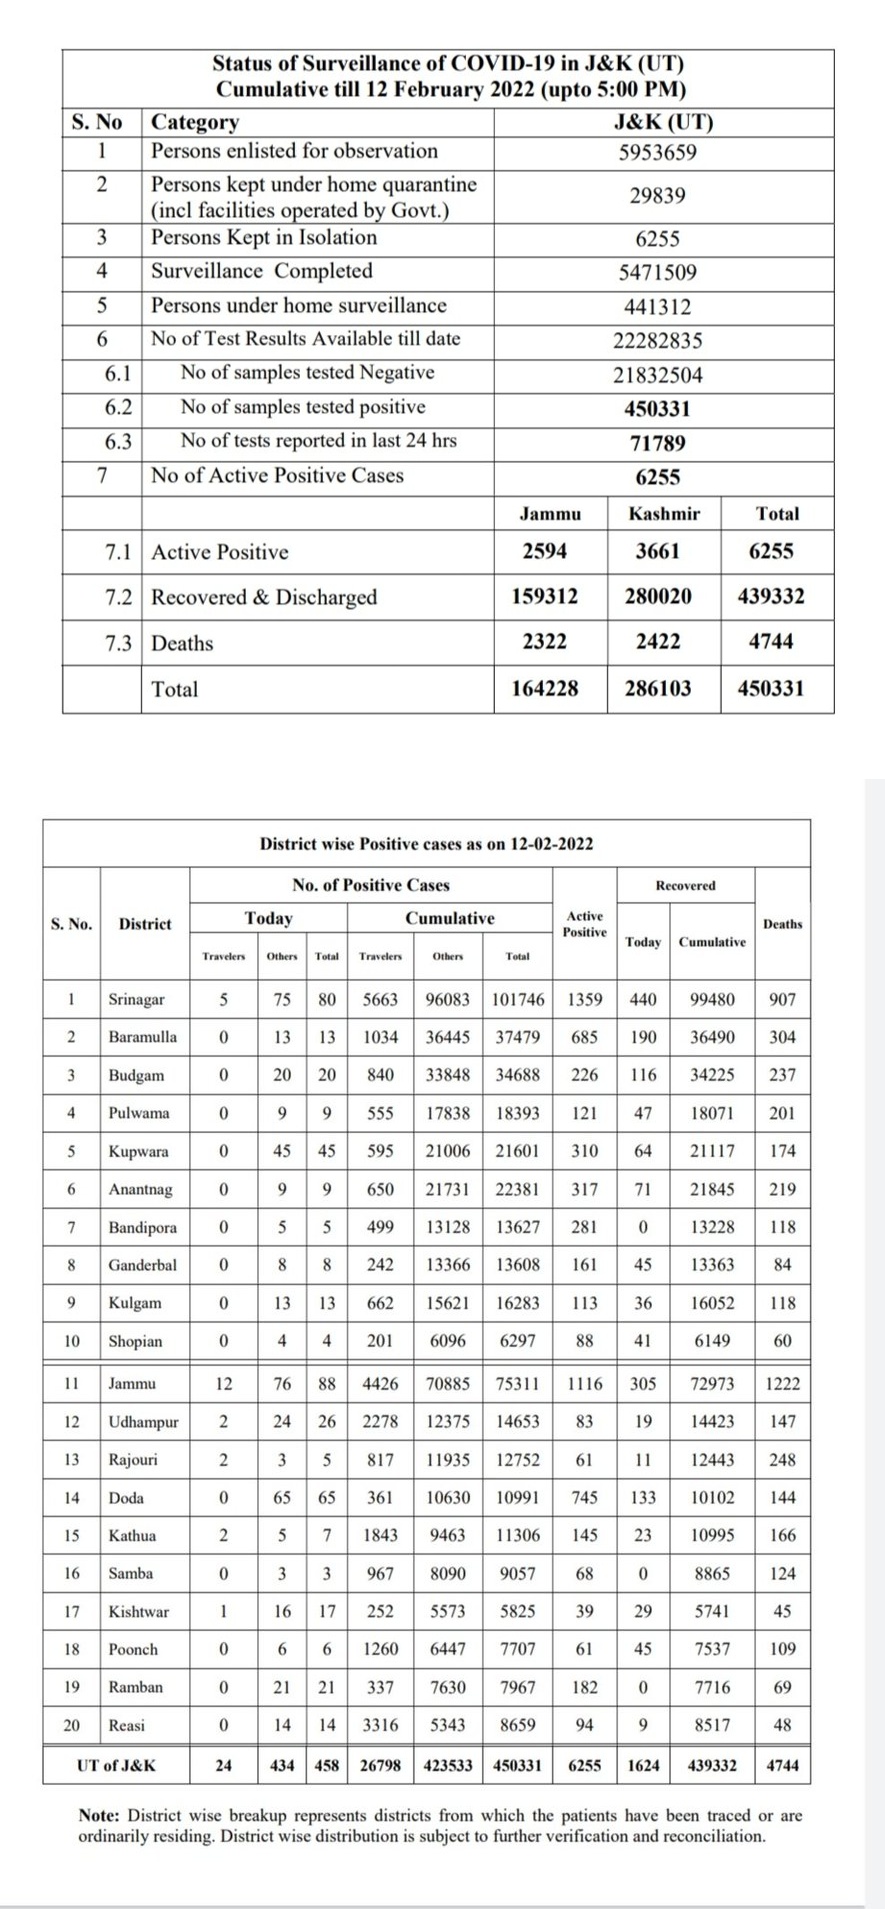 Status of Surveillance of COVID-19 in J&K (UT)
Cumulative till 12 February 2022 (upto 5:00 PM)
S. No Category J&K (UT)
1 Persons enlisted for observation 5953659
2 Persons kept under home quarantine
(incl facilities operated by Govt.) 29839
3 Persons Kept in Isolation 6255
4 Surveillance Completed 5471509
5 Persons under home surveillance 441312
6 No of Test Results Available till date 22282835
6.1 No of samples tested Negative 21832504
6.2 No of samples tested positive 450331
6.3 No of tests reported in last 24 hrs 71789
7 No of Active Positive Cases 6255
Jammu Kashmir Total
7.1 Active Positive 2594 3661 6255
7.2 Recovered & Discharged 159312 280020 439332
7.3 Deaths 2322 2422 4744
Total 164228 286103 450331
District wise Positive cases as on 12-02-2022
No. of Positive Cases Recovered
S. No. District Today Cumulative Active Positive Deaths
Today Cumulative
Travelers Others Total Travelers Others Total
1 Srinagar 5 75 80 5663 96083 101746 1359 440 99480 907
2 Baramulla 0 13 13 1034 36445 37479 685 190 36490 304
3 Budgam 0 20 20 840 33848 34688 226 116 34225 237
4 Pulwama 0 9 9 555 17838 18393 121 47 18071 201
5 Kupwara 0 45 45 595 21006 21601 310 64 21117 174
6 Anantnag 0 9 9 650 21731 22381 317 71 21845 219
7 Bandipora 0 5 5 499 13128 13627 281 0 13228 118
8 Ganderbal 0 8 8 242 13366 13608 161 45 13363 84
9 Kulgam 0 13 13 662 15621 16283 113 36 16052 118
10 Shopian 0 4 4 201 6096 6297 88 41 6149 60
11 Jammu 12 76 88 4426 70885 75311 1116 305 72973 1222
12 Udhampur 2 24 26 2278 12375 14653 83 19 14423 147
13 Rajouri 2 3 5 817 11935 12752 61 11 12443 248
14 Doda 0 65 65 361 10630 10991 745 133 10102 144
15 Kathua 2 5 7 1843 9463 11306 145 23 10995 166
16 Samba 0 3 3 967 8090 9057 68 0 8865 124
17 Kishtwar 1 16 17 252 5573 5825 39 29 5741 45
18 Poonch 0 6 6 1260 6447 7707 61 45 7537 109
19 Ramban 0 21 21 337 7630 7967 182 0 7716 69
20 Reasi 0 14 14 3316 5343 8659 94 9 8517 48
UT of J&K 24 434 458 26798 423533 450331 6255 1624 439332 4744
Note: District wise breakup represents districts from which the patients have been traced or are
ordinarily residing. District wise distribution is subject to further verification and reconciliation.